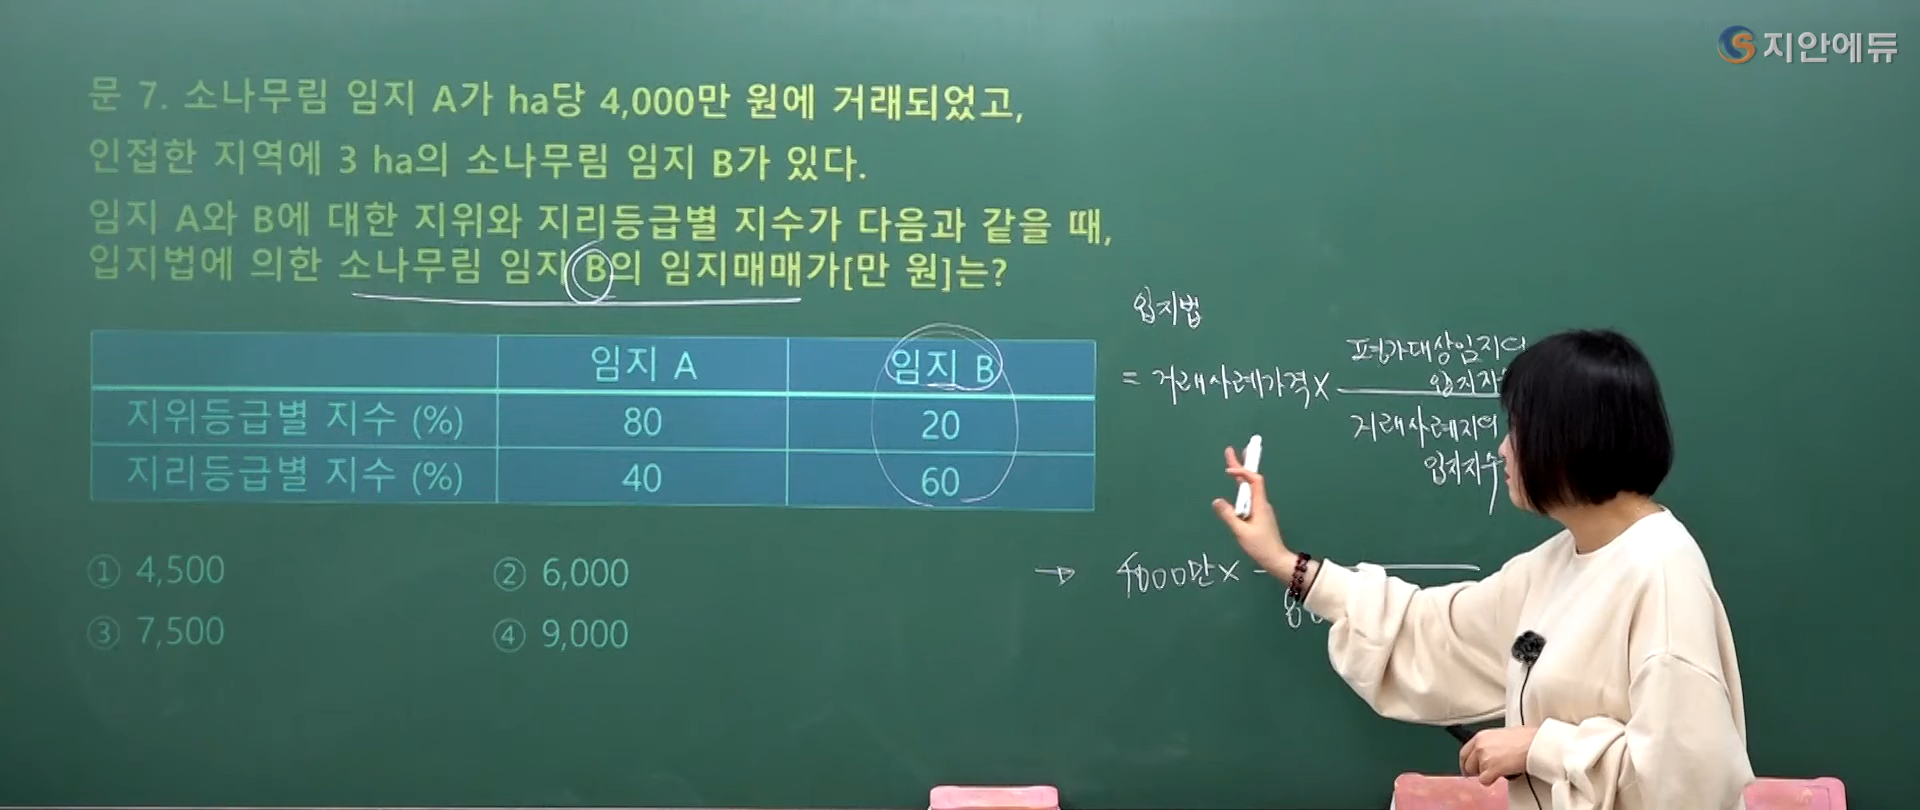 지안에듀
문 7. 소나무림 임지 A가 ha당 4,000만 원에 거래되었고,
인접한 지역에 3 ha의 소나무림 임지 B가 있다.
임지 A와 B에 대한 지위와 지리등급별 지수가 다음과 같을 때,
입지법에 의한 소나무림 임지 B의 임지매매가[만 원]는?
임지 A 임지 B
지위등급별 지수 (%) 80 20
지리등급별 지수 (%) 40 60
① 4,500 ② 6,000
③ 7,500 ④ 9,000
입지법
= 거래사례가격 ×
평가대상임지의
입지지
거래사례지의
입지지수
→ 4000만 ×